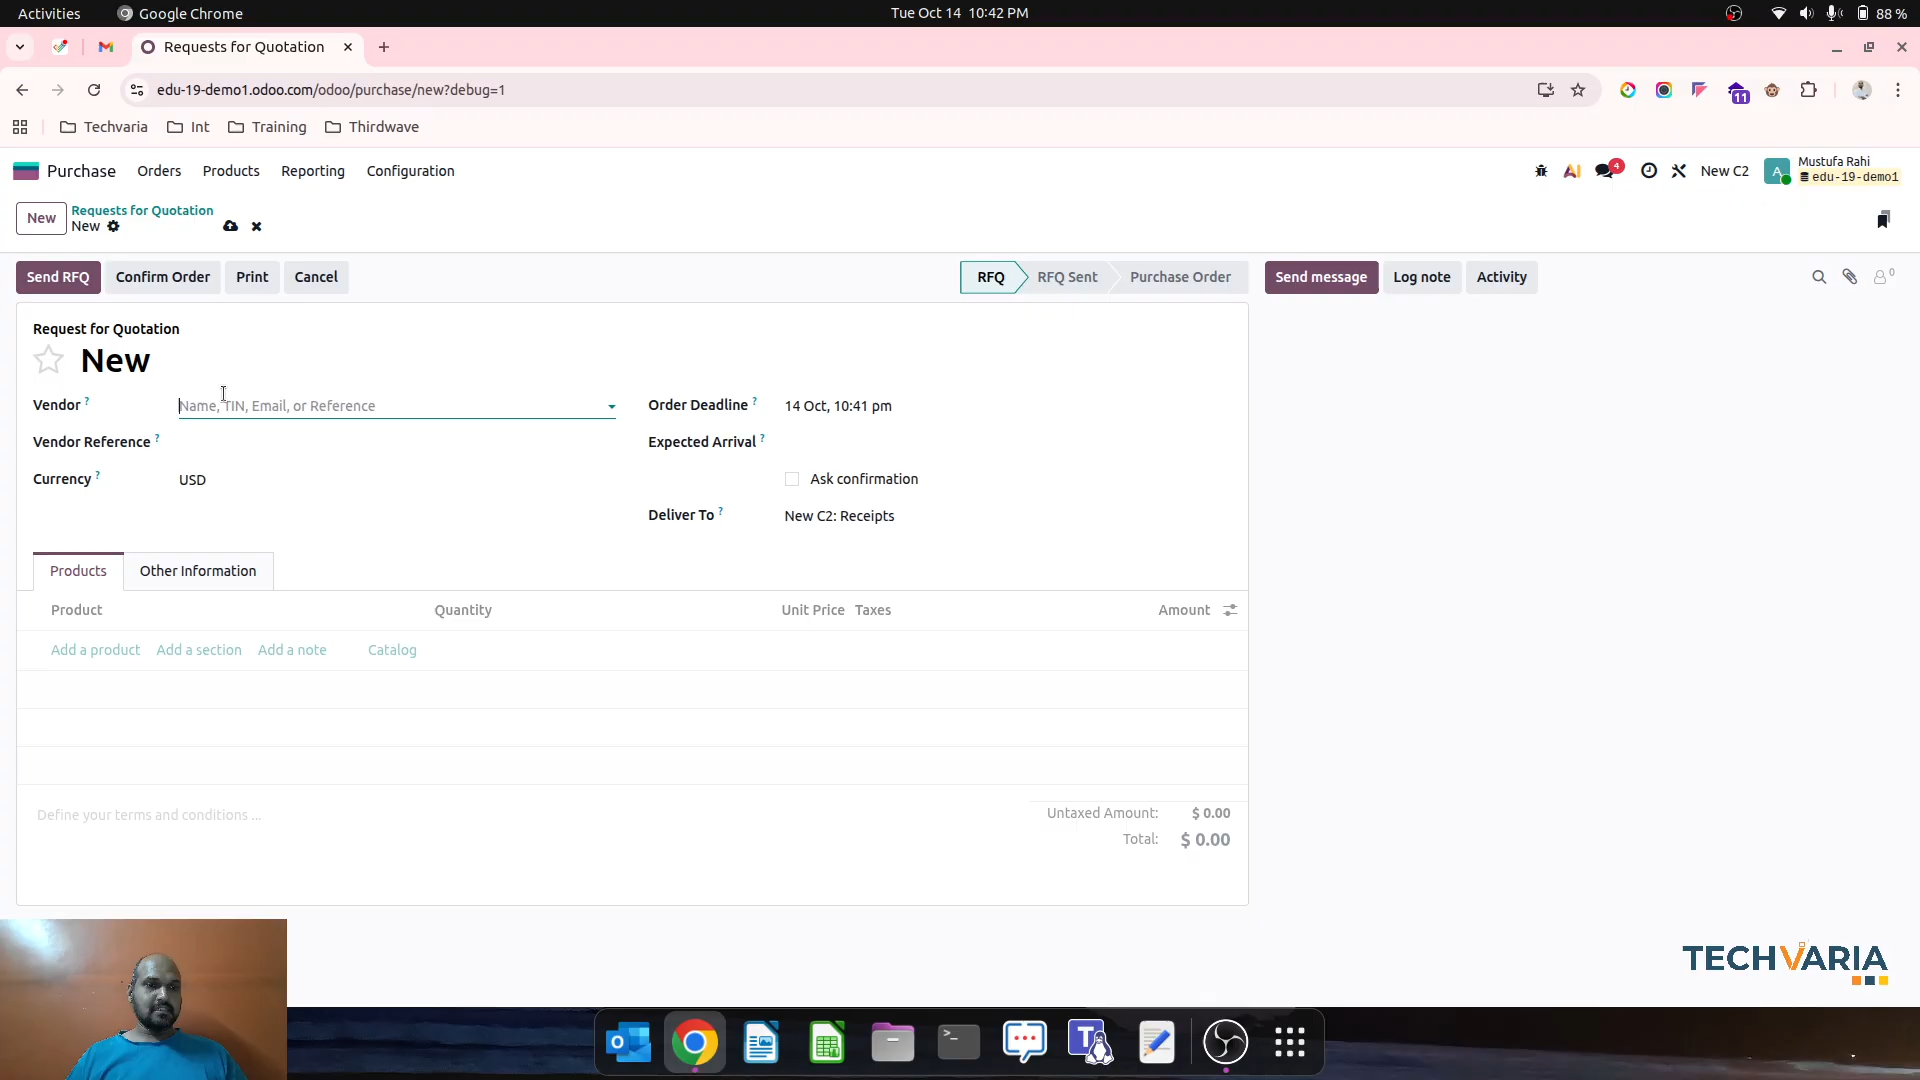 Activities
Google Chrome
Tue Oct 14 10:42 PM
88 %
Requests for Quotation
edu-19-demo1.odoo.com/odoo/purchase/new?debug=1
11
Techvaria
Int
Training
Thirdwave
Purchase
Orders
Products
Reporting
Configuration
AI
4
New C2
A
Mustufa Rahi
edu-19-demo1
New
Requests for Quotation
New
Send RFQ
Confirm Order
Print
Cancel
RFQ
RFQ Sent
Purchase Order
Send message
Log note
Activity
0
Request for Quotation
New
Vendor ?
Name, TIN, Email, or Reference
Order Deadline ?
14 Oct, 10:41 pm
Vendor Reference ?
Expected Arrival ?
Currency ?
USD
Ask confirmation
Deliver To ?
New C2: Receipts
Products
Other Information
Product
Quantity
Unit Price
Taxes
Amount
Add a product
Add a section
Add a note
Catalog
Define your terms and conditions ...
Untaxed Amount:
$ 0.00
Total:
$ 0.00
TECHVARIA